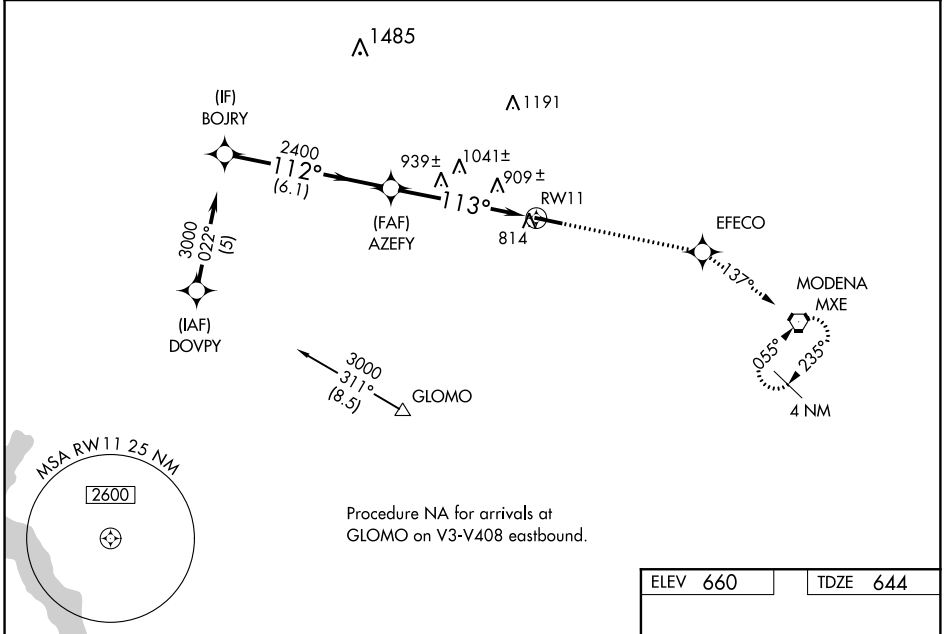 1485
1191
(IF)
BOJRY
2400
112°
(6.1)
939±
1041±
909±
113°
RW11
814
(FAF)
AZEFY
EFECO
137°
MODENA
MXE
055°
235°
4 NM
3000
022°
(5)
(IAF)
DOVPY
3000
311°
(8.5)
GLOMO
MSA RW11 25 NM
2600
Procedure NA for arrivals at
GLOMO on V3-V408 eastbound.
ELEV 660
TDZE 644